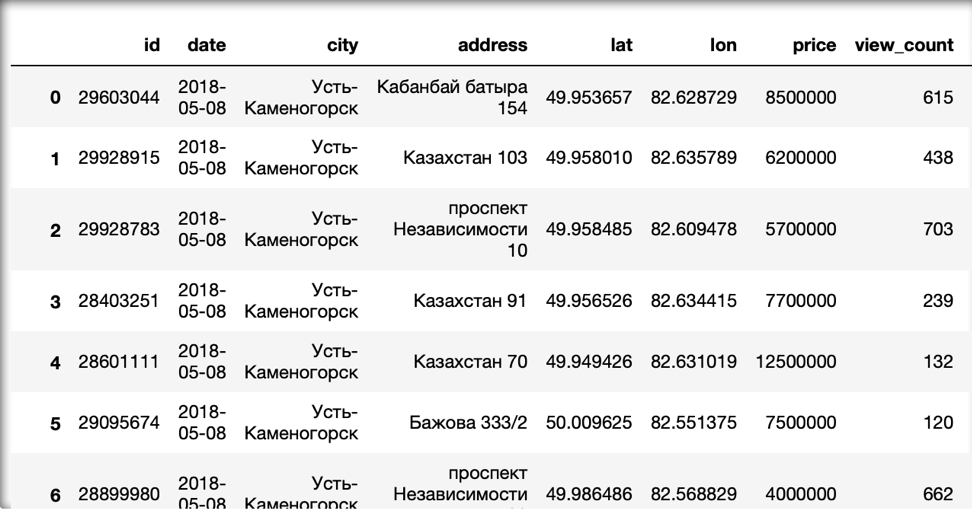 id date city address lat lon price view_count
0 29603044 2018-05-08 Усть-Каменогорск Кабанбай батыра 154 49.953657 82.628729 8500000 615
1 29928915 2018-05-08 Усть-Каменогорск Казахстан 103 49.958010 82.635789 6200000 438
2 29928783 2018-05-08 Усть-Каменогорск проспект Независимости 10 49.958485 82.609478 5700000 703
3 28403251 2018-05-08 Усть-Каменогорск Казахстан 91 49.956526 82.634415 7700000 239
4 28601111 2018-05-08 Усть-Каменогорск Казахстан 70 49.949426 82.631019 12500000 132
5 29095674 2018-05-08 Усть-Каменогорск Бажова 333/2 50.009625 82.551375 7500000 120
6 28899980 2018-05-08 Усть-Каменогорск проспект Независимости 49.986486 82.568829 4000000 662